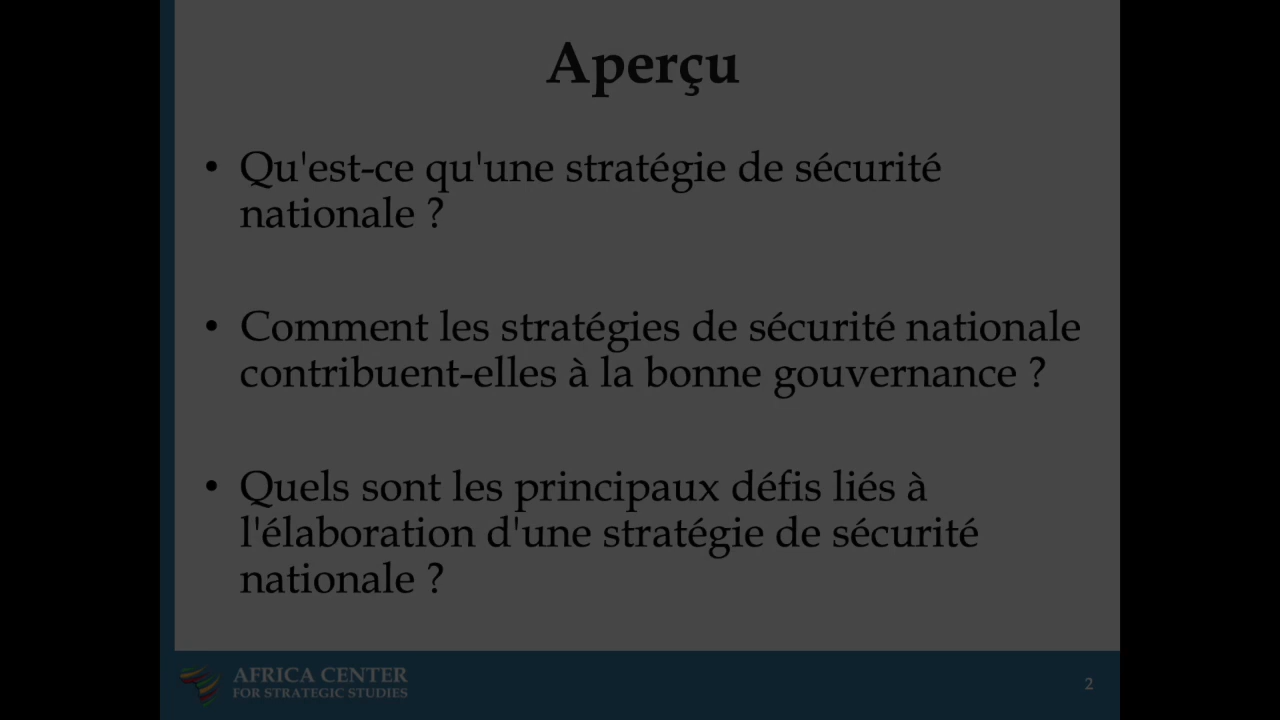 Aperçu
• Qu'est-ce qu'une stratégie de sécurité
nationale ?
• Comment les stratégies de sécurité nationale
contribuent-elles à la bonne gouvernance ?
• Quels sont les principaux défis liés à
l'élaboration d'une stratégie de sécurité
nationale ?
AFRICA CENTER
FOR STRATEGIC STUDIES
2